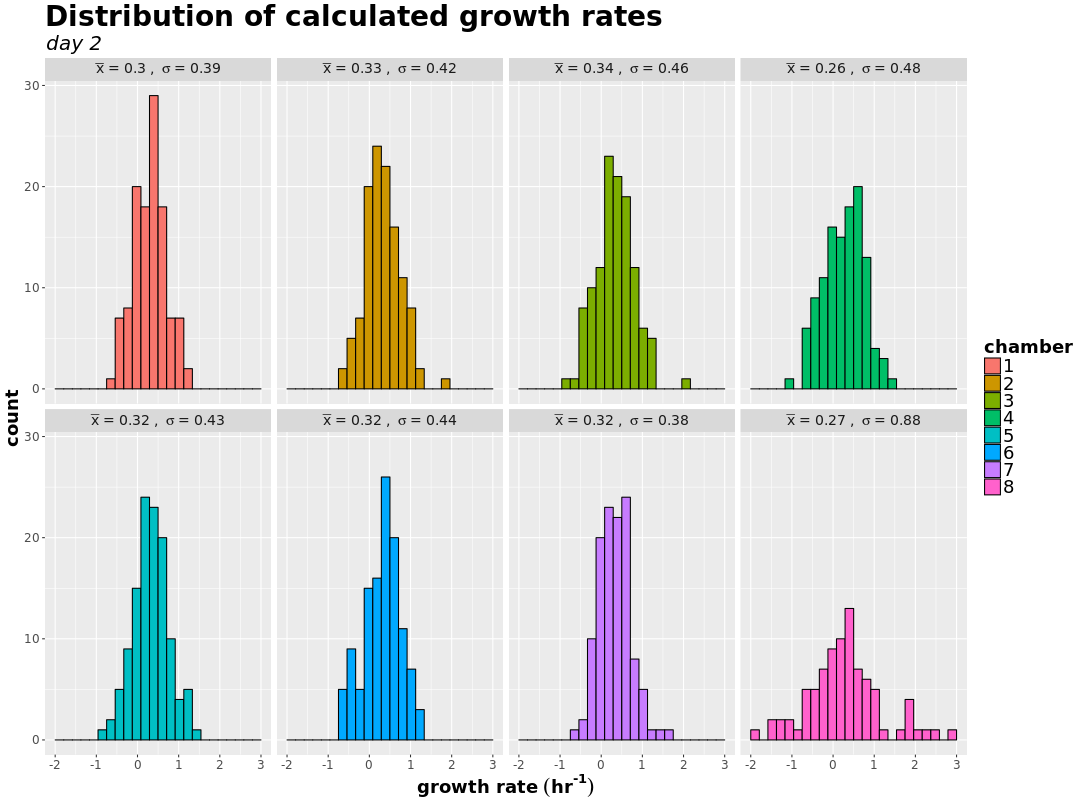 Distribution of calculated growth rates
day 2
x̅ = 0.3 , σ = 0.39
x̅ = 0.33 , σ = 0.42
x̅ = 0.34 , σ = 0.46
x̅ = 0.26 , σ = 0.48
30
20
10
0
x̅ = 0.32 , σ = 0.43
x̅ = 0.32 , σ = 0.44
x̅ = 0.32 , σ = 0.38
x̅ = 0.27 , σ = 0.88
30
20
10
0
-2 -1 0 1 2 3
-2 -1 0 1 2 3
-2 -1 0 1 2 3
-2 -1 0 1 2 3
count
growth rate (hr⁻¹)
chamber
1
2
3
4
5
6
7
8